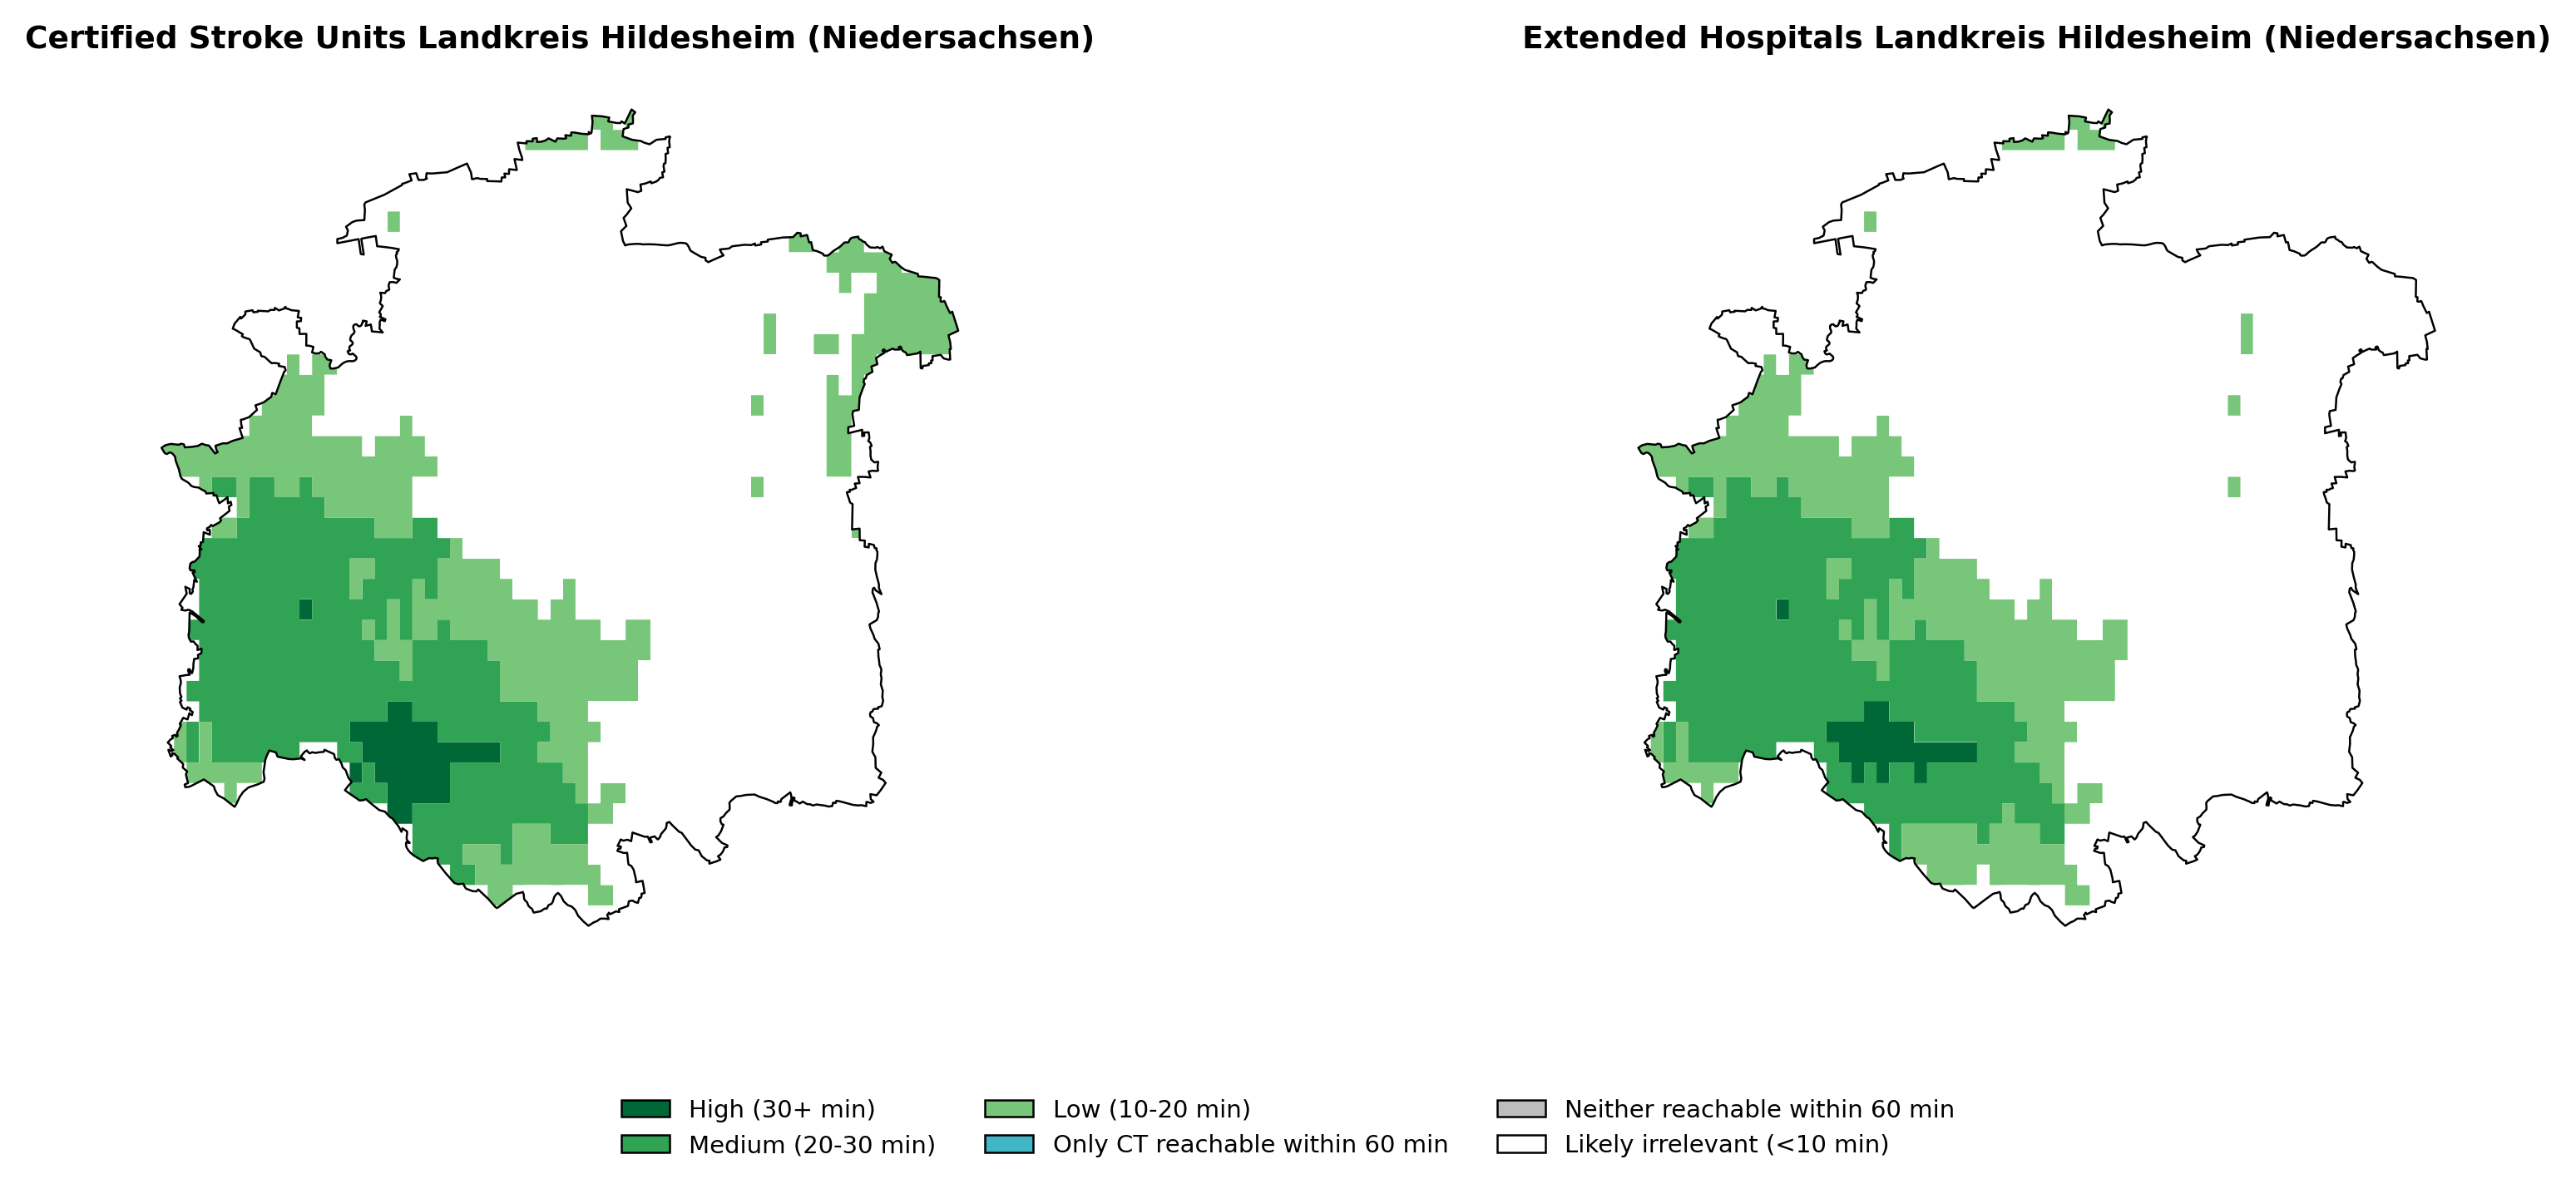 Certified Stroke Units Landkreis Hildesheim (Niedersachsen)
Extended Hospitals Landkreis Hildesheim (Niedersachsen)
High (30+ min)
Medium (20-30 min)
Low (10-20 min)
Only CT reachable within 60 min
Neither reachable within 60 min
Likely irrelevant (<10 min)